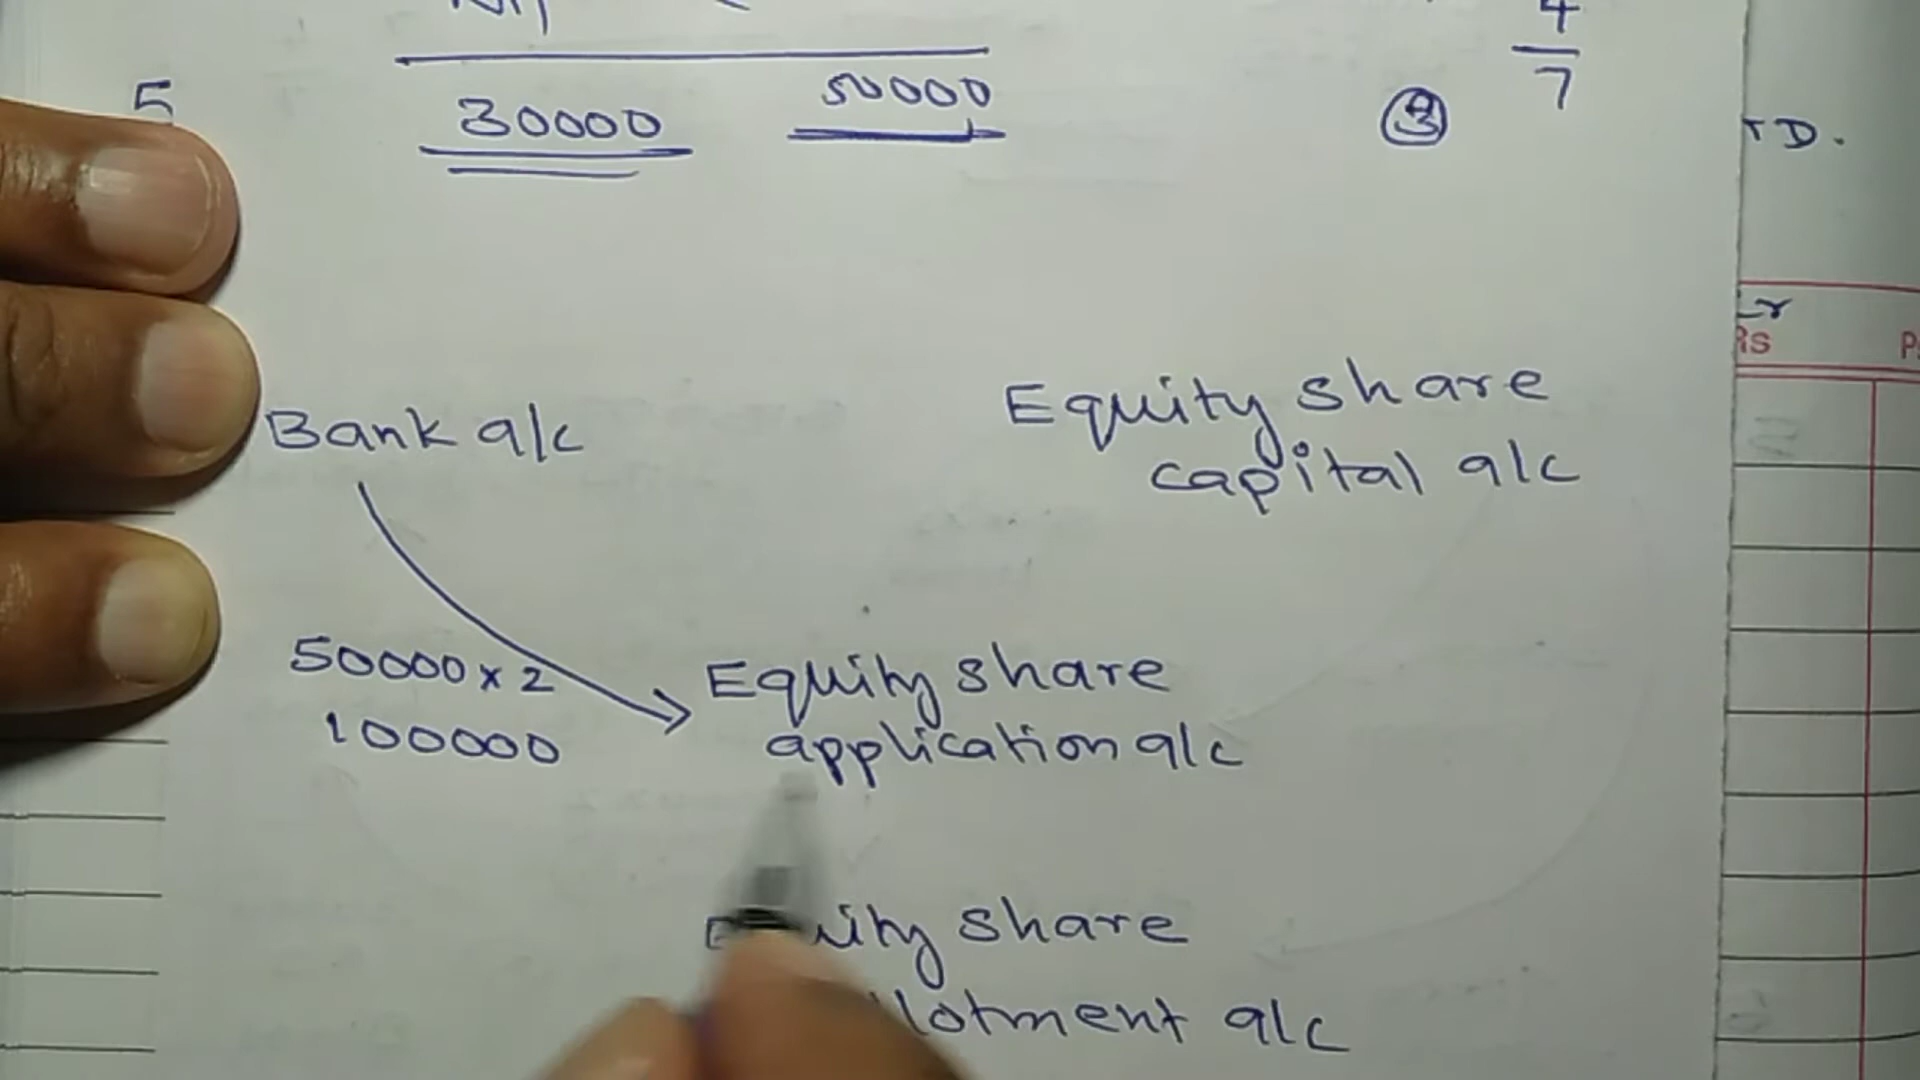 4
7
5
30000
50000
3
TD.
Bank a/c
Equity share
capital a/c
Rs
50000 x 2
100000
Equity share
application a/c
share
lotment a/c